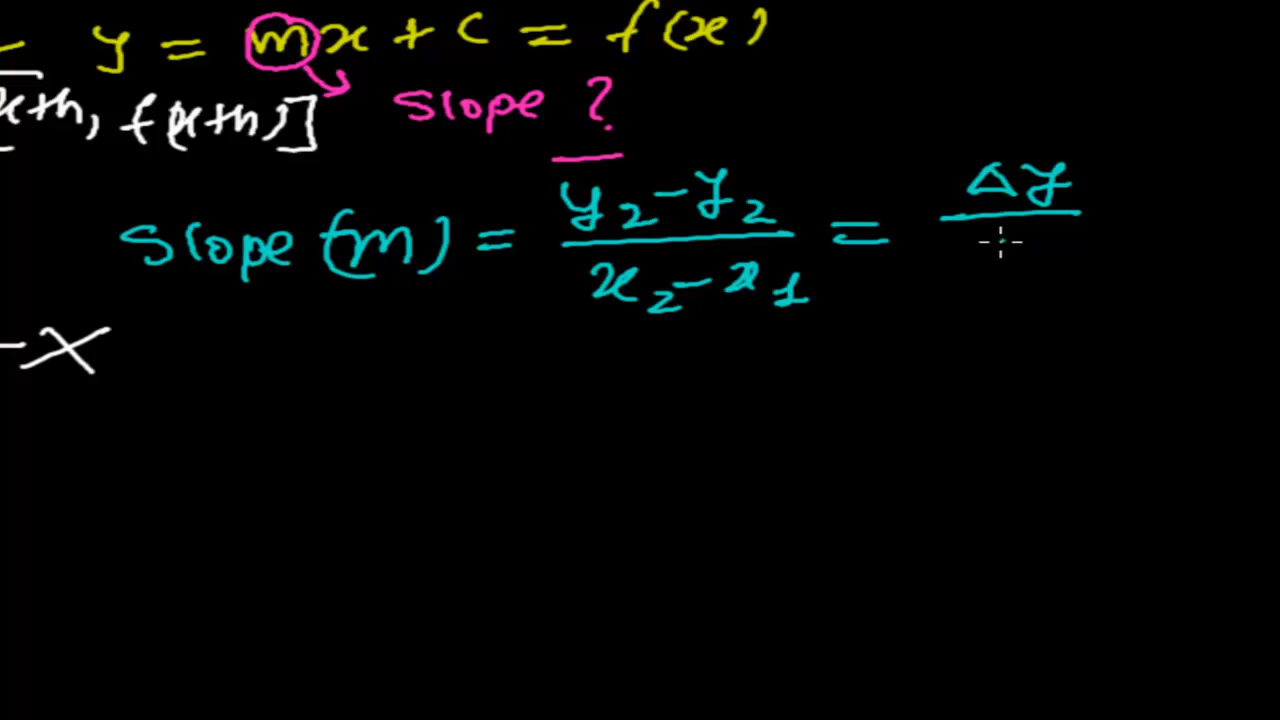 y = mx + c = f(x)
x+h, f(x+h)] slope ?
slope (m) = y₂-y₂ / x₂-x₁ = Δy
X